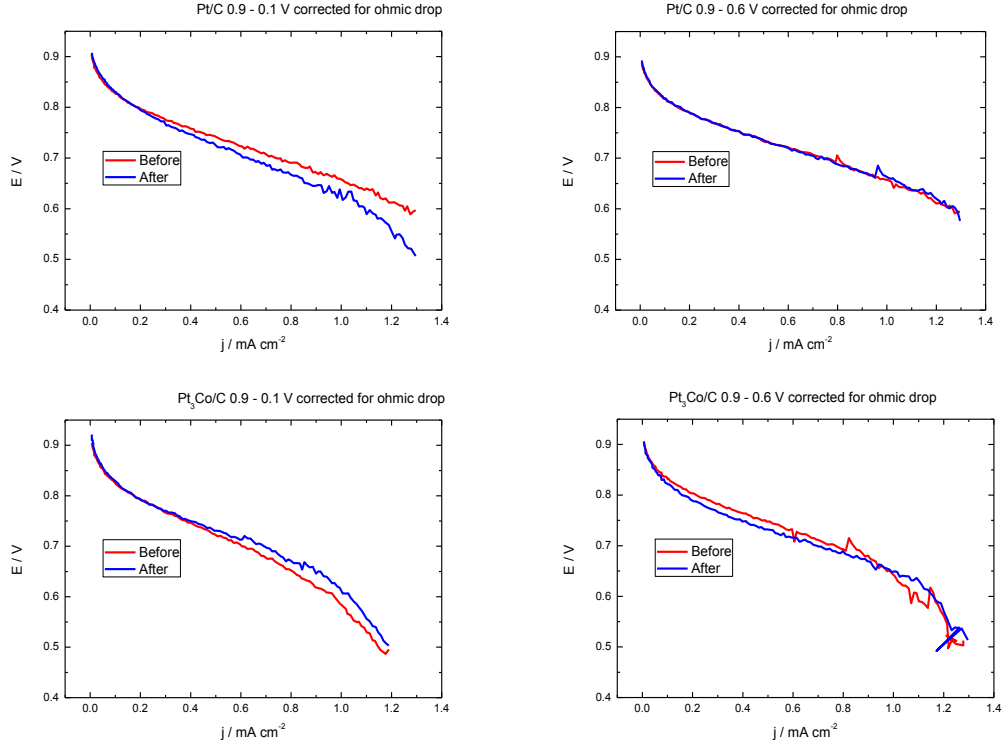 Pt/C 0.9 - 0.1 V corrected for ohmic drop
0.9
0.8
0.7
0.6
0.5
0.4
E / V
Before
After
0.0 0.2 0.4 0.6 0.8 1.0 1.2 1.4
j / mA cm⁻²
Pt/C 0.9 - 0.6 V corrected for ohmic drop
0.9
0.8
0.7
0.6
0.5
0.4
E / V
Before
After
0.0 0.2 0.4 0.6 0.8 1.0 1.2 1.4
j / mA cm⁻²
Pt₃Co/C 0.9 - 0.1 V corrected for ohmic drop
0.9
0.8
0.7
0.6
0.5
0.4
E / V
Before
After
0.0 0.2 0.4 0.6 0.8 1.0 1.2 1.4
j / mA cm⁻²
Pt₃Co/C 0.9 - 0.6 V corrected for ohmic drop
0.9
0.8
0.7
0.6
0.5
0.4
E / V
Before
After
0.0 0.2 0.4 0.6 0.8 1.0 1.2 1.4
j / mA cm⁻²